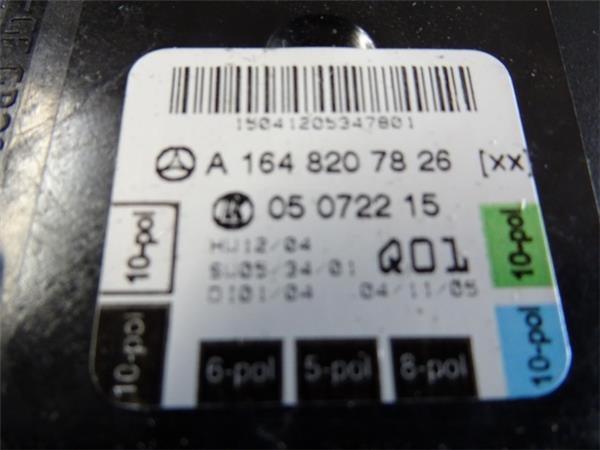 15041205347801
A 164 820 78 26 [xx]
05 0722 15
HW12/04
SW05/34/01
DI01/04
Q01
04/11/05
10-pol
10-pol
10-pol
10-pol
6-pol 5-pol 8-pol